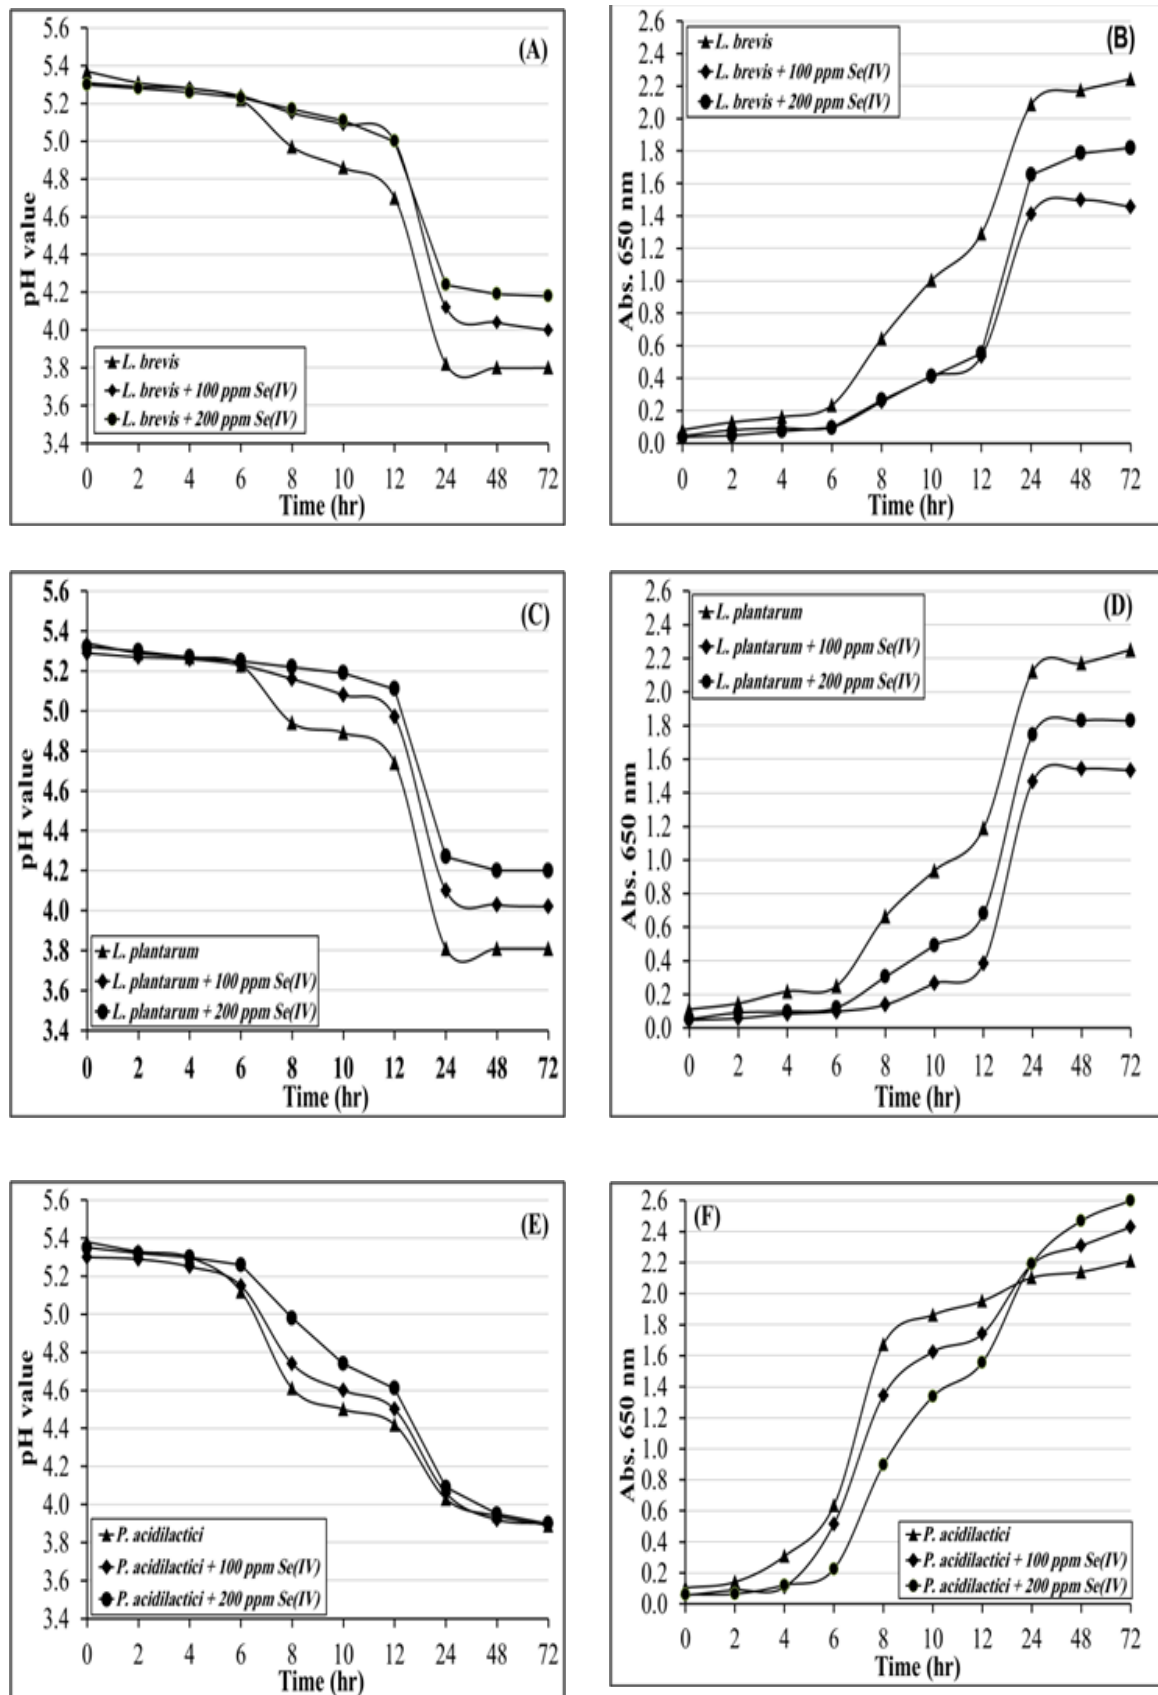 (A)
5.6
5.4
5.2
5.0
4.8
4.6
4.4
4.2
4.0
3.8
3.6
3.4
pH value
L. brevis
L. brevis + 100 ppm Se(IV)
L. brevis + 200 ppm Se(IV)
0 2 4 6 8 10 12 24 48 72
Time (hr)
(B)
2.6
2.4
2.2
2.0
1.8
1.6
1.4
1.2
1.0
0.8
0.6
0.4
0.2
0.0
Abs. 650 nm
L. brevis
L. brevis + 100 ppm Se(IV)
L. brevis + 200 ppm Se(IV)
0 2 4 6 8 10 12 24 48 72
Time (hr)
(C)
5.6
5.4
5.2
5.0
4.8
4.6
4.4
4.2
4.0
3.8
3.6
3.4
pH value
L. plantarum
L. plantarum + 100 ppm Se(IV)
L. plantarum + 200 ppm Se(IV)
0 2 4 6 8 10 12 24 48 72
Time (hr)
(D)
2.6
2.4
2.2
2.0
1.8
1.6
1.4
1.2
1.0
0.8
0.6
0.4
0.2
0.0
Abs. 650 nm
L. plantarum
L. plantarum + 100 ppm Se(IV)
L. plantarum + 200 ppm Se(IV)
0 2 4 6 8 10 12 24 48 72
Time (hr)
(E)
5.6
5.4
5.2
5.0
4.8
4.6
4.4
4.2
4.0
3.8
3.6
3.4
pH value
P. acidilactici
P. acidilactici + 100 ppm Se(IV)
P. acidilactici + 200 ppm Se(IV)
0 2 4 6 8 10 12 24 48 72
Time (hr)
(F)
2.6
2.4
2.2
2.0
1.8
1.6
1.4
1.2
1.0
0.8
0.6
0.4
0.2
0.0
Abs. 650 nm
P. acidilactici
P. acidilactici + 100 ppm Se(IV)
P. acidilactici + 200 ppm Se(IV)
0 2 4 6 8 10 12 24 48 72
Time (hr)